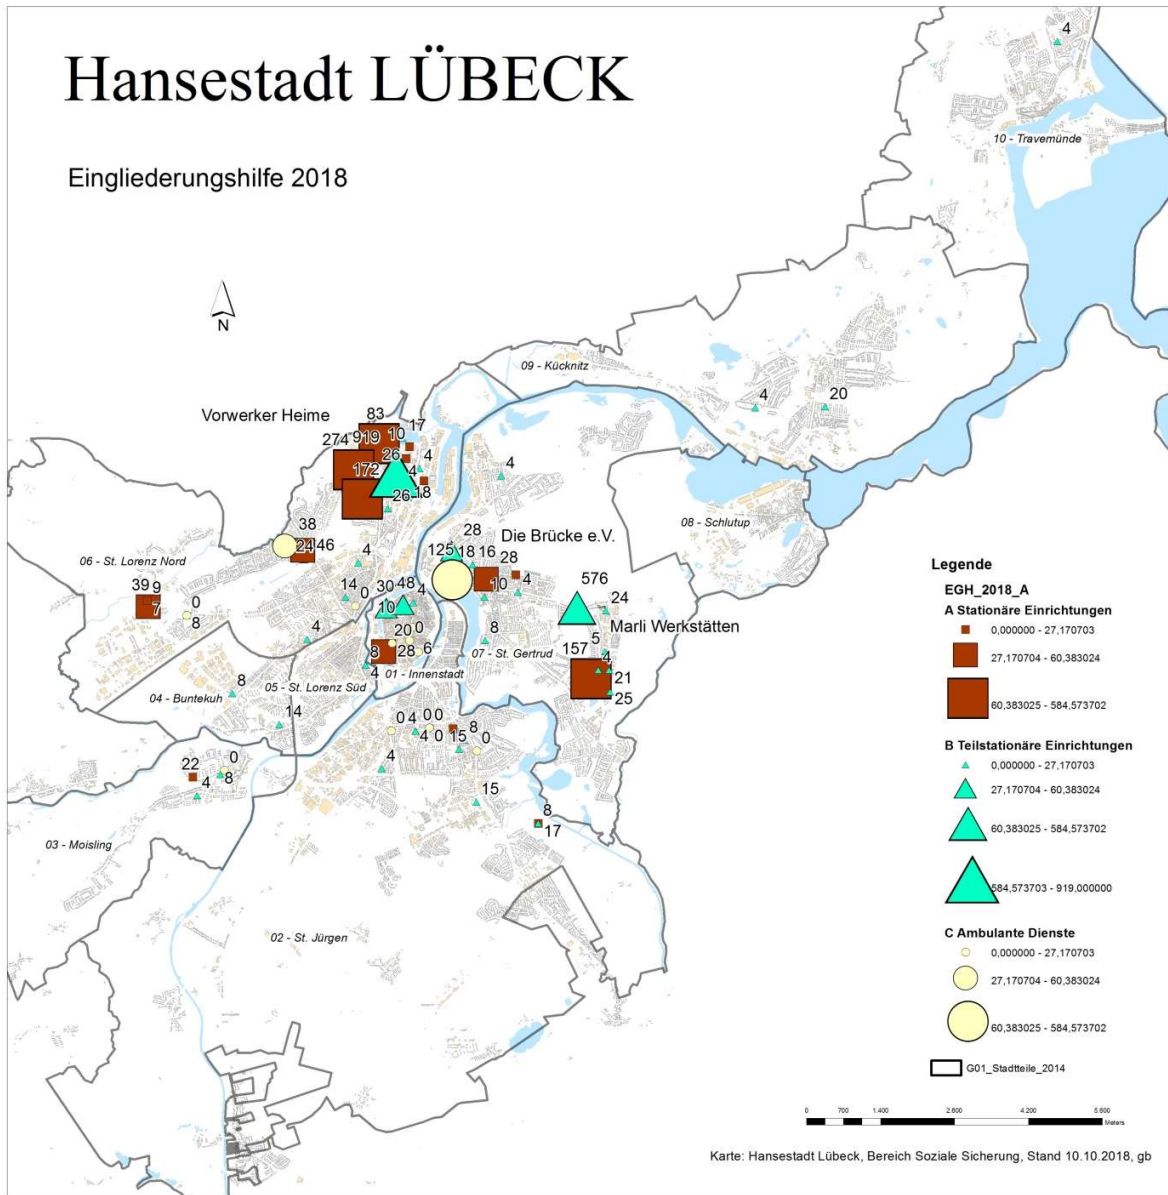 Hansestadt LÜBECK
Eingliederungshilfe 2018
4
10 - Travemünde
N
09 - Kücknitz
4
20
Vorwerker Heime
83
17
274
19
10
26
4
172
4
18
26
4
08 - Schlutup
38
24
46
06 - St. Lorenz Nord
4
28
Die Brücke e.V.
125
18
16
28
10
4
576
24
Marli Werkstätten
39
9
7
0
8
14
0
30
48
4
10
4
20
0
8
28
6
8
07 - St. Gertrud
5
157
4
21
25
01 - Innenstadt
4
05 - St. Lorenz Süd
04 - Buntekuh
8
14
0
4
0
0
4
0
15
8
0
4
15
22
4
0
8
8
17
03 - Moisling
02 - St. Jürgen
Legende
EGH_2018_A
A Stationäre Einrichtungen
0,000000 - 27,170703
27,170704 - 60,383024
60,383025 - 584,573702
B Teilstationäre Einrichtungen
0,000000 - 27,170703
27,170704 - 60,383024
60,383025 - 584,573702
584,573703 - 919,000000
C Ambulante Dienste
0,000000 - 27,170703
27,170704 - 60,383024
60,383025 - 584,573702
G01_Stadtteile_2014
0 700 1.400 2.800 4.200 5.600
Meters
Karte: Hansestadt Lübeck, Bereich Soziale Sicherung, Stand 10.10.2018, gb